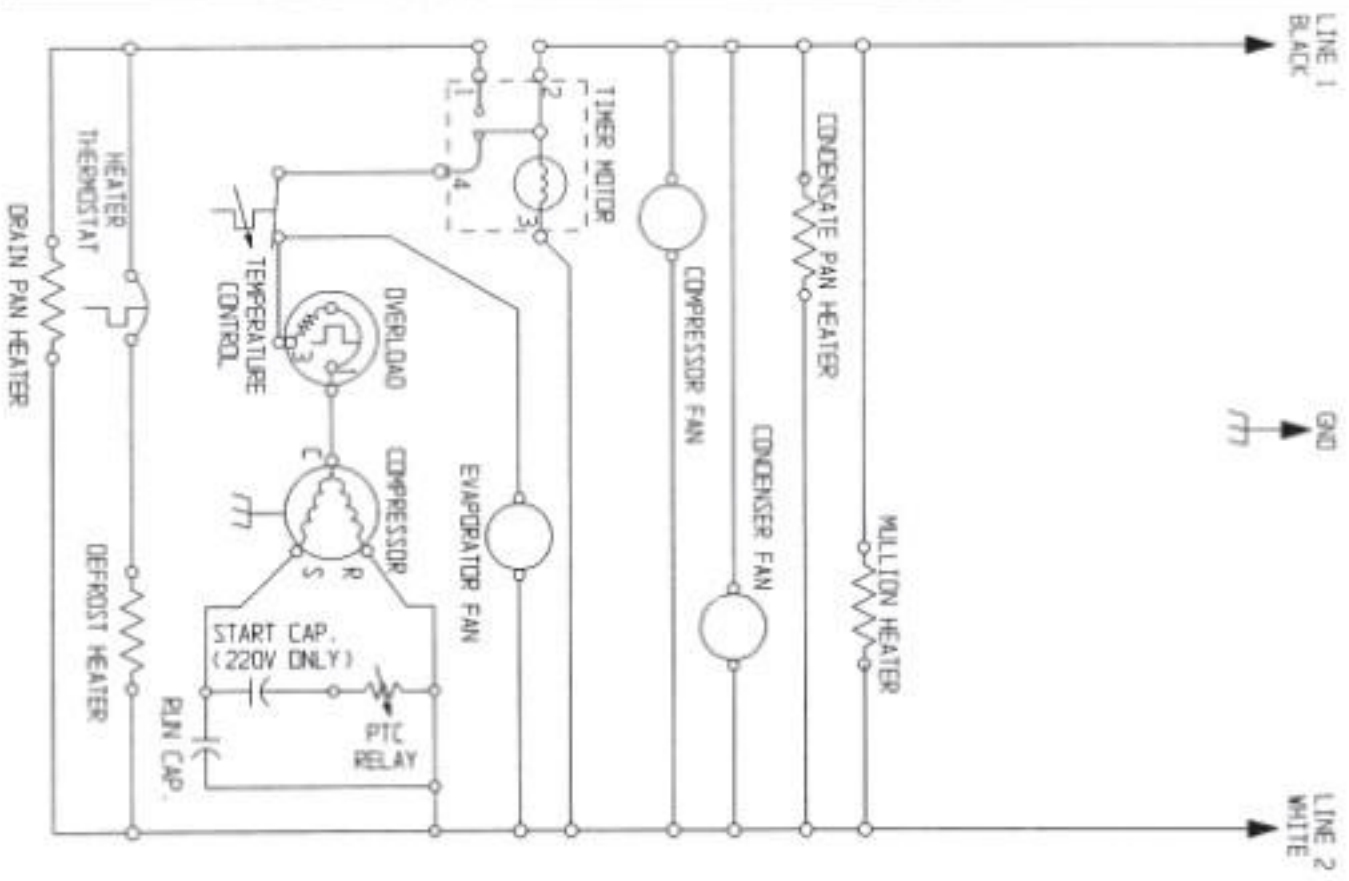 LINE 1
BLACK
GND
LINE 2
WHITE
MULLION HEATER
CONDENSATE PAN HEATER
CONDENSER FAN
COMPRESSOR FAN
TIMER MOTOR
1
2
3
4
EVAPORATOR FAN
OVERLOAD
1
3
COMPRESSOR
C
R
S
START CAP.
(220V ONLY)
PTC
RELAY
RUN CAP.
TEMPERATURE
CONTROL
HEATER
THERMOSTAT
DEFROST HEATER
DRAIN PAN HEATER